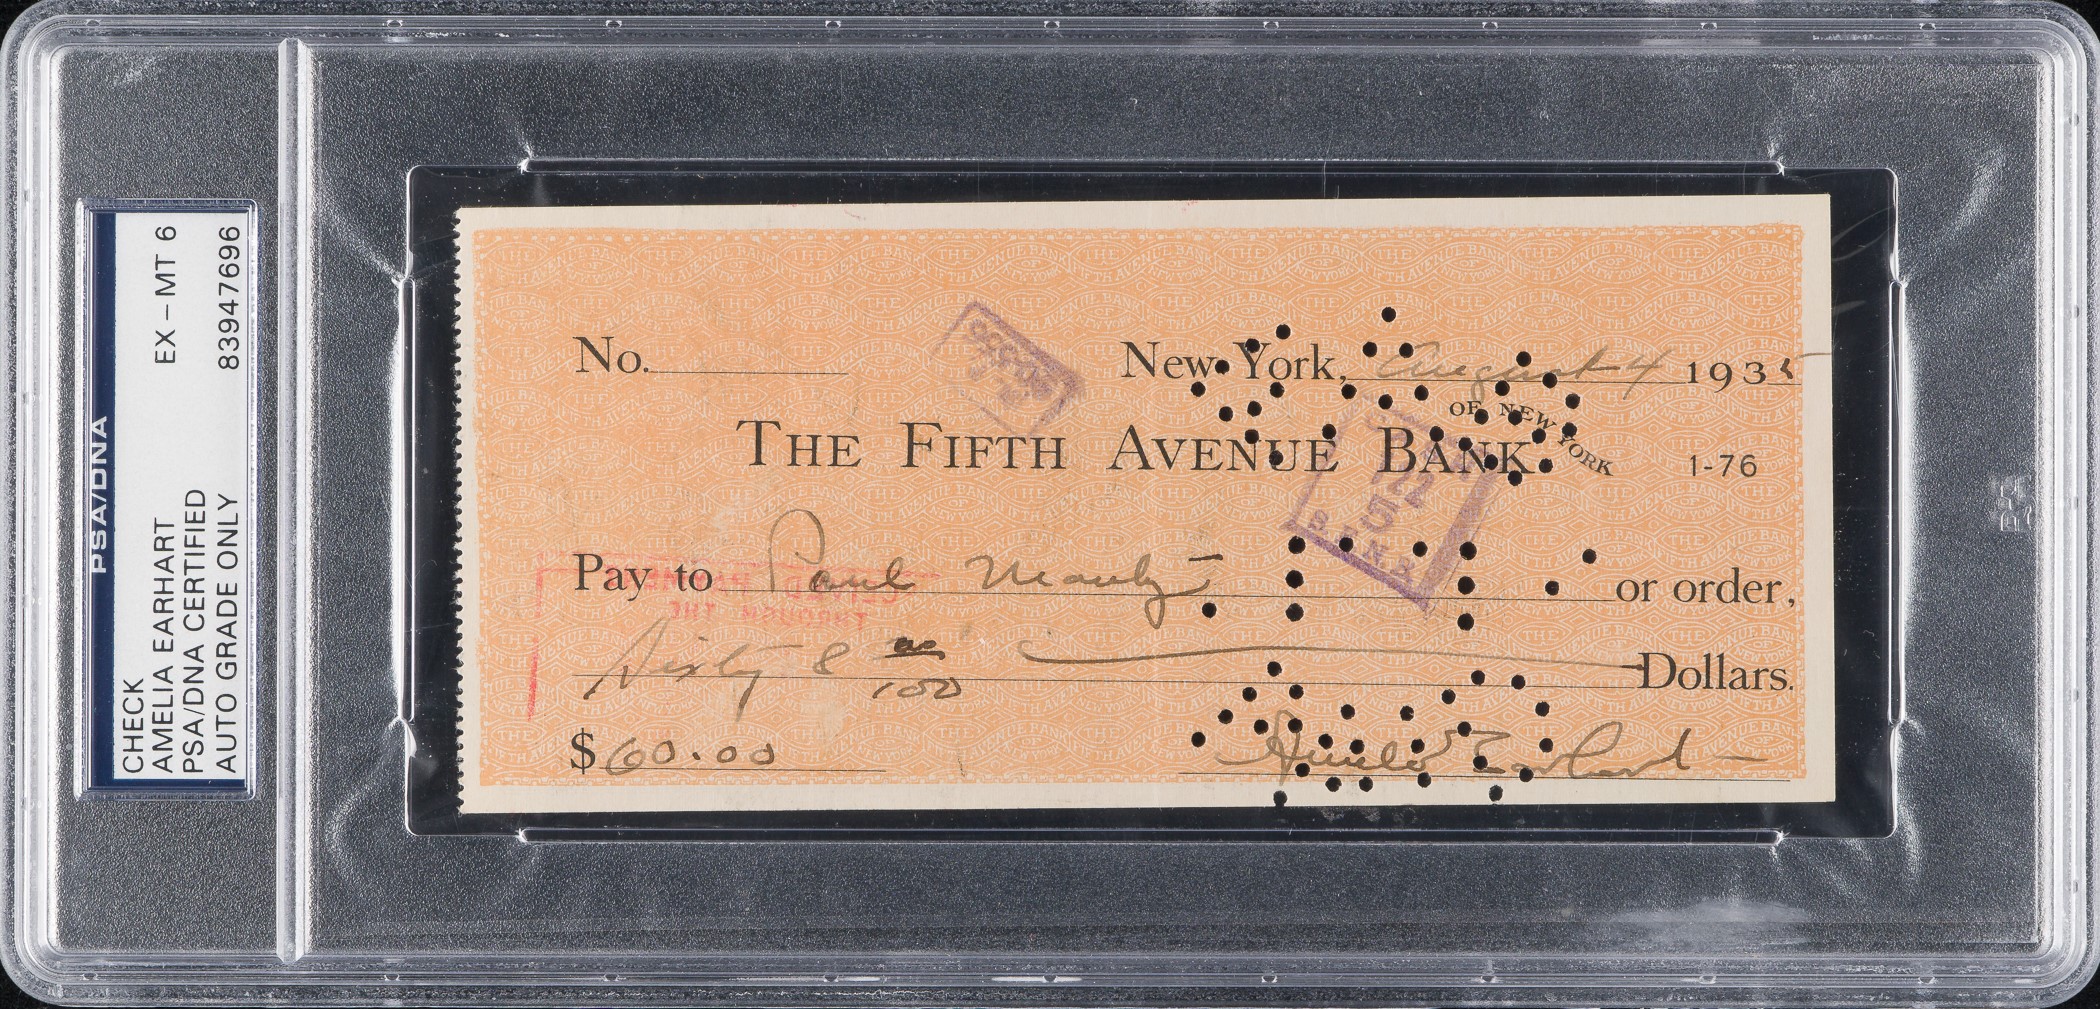 PSA/DNA
CHECK
AMELIA EARHART EX - MT 6
PSA/DNA CERTIFIED
AUTO GRADE ONLY 83947696
No.
New York, August 4 1935
THE FIFTH AVENUE BANK
OF NEW YORK
1-76
Pay to Paul Mantz or order,
Sixty & 00/100 Dollars.
$60.00
Amelia Earhart